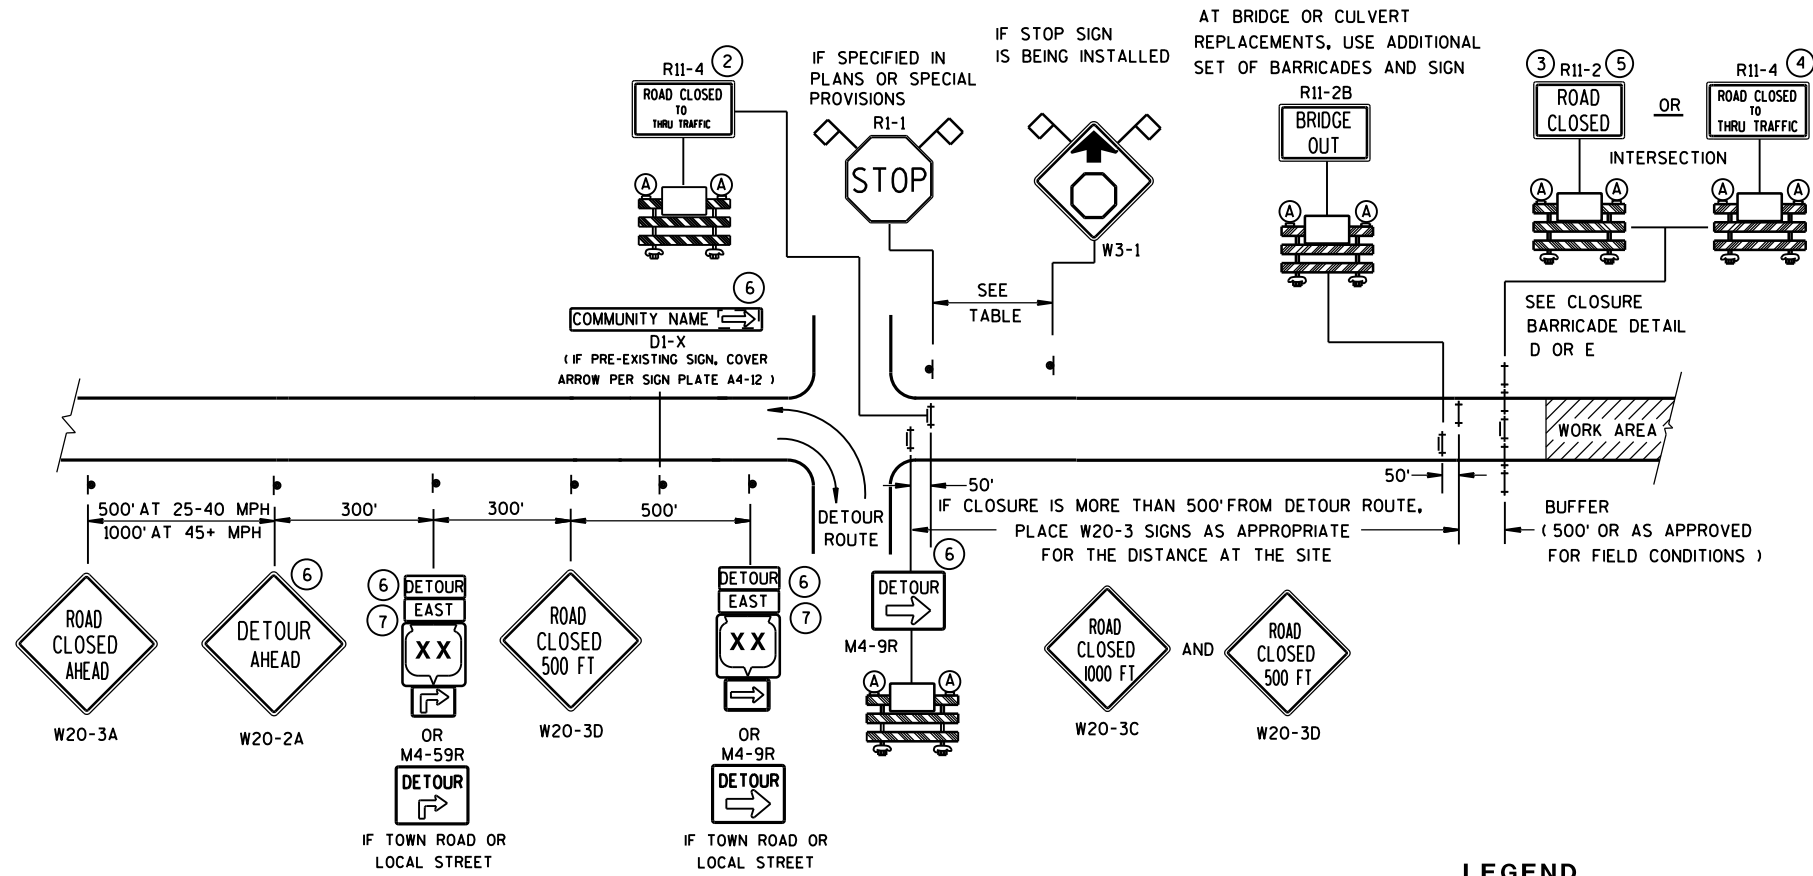 R11-4
2
ROAD CLOSED
TO
THRU TRAFFIC
A
A
IF SPECIFIED IN
PLANS OR SPECIAL
PROVISIONS
R1-1
STOP
IF STOP SIGN
IS BEING INSTALLED
W3-1
AT BRIDGE OR CULVERT
REPLACEMENTS, USE ADDITIONAL
SET OF BARRICADES AND SIGN
R11-2B
BRIDGE
OUT
A
A
3
R11-2
5
ROAD
CLOSED
OR
R11-4
4
ROAD CLOSED
TO
THRU TRAFFIC
INTERSECTION
A
A
A
A
SEE
TABLE
SEE CLOSURE
BARRICADE DETAIL
D OR E
6
COMMUNITY NAME
D1-X
(IF PRE-EXISTING SIGN, COVER
ARROW PER SIGN PLATE A4-12 )
WORK AREA
500' AT 25-40 MPH
1000' AT 45+ MPH
300'
300'
500'
DETOUR
ROUTE
50'
50'
IF CLOSURE IS MORE THAN 500' FROM DETOUR ROUTE,
PLACE W20-3 SIGNS AS APPROPRIATE
FOR THE DISTANCE AT THE SITE
BUFFER
( 500' OR AS APPROVED
FOR FIELD CONDITIONS )
ROAD
CLOSED
AHEAD
W20-3A
6
DETOUR
AHEAD
W20-2A
6
7
DETOUR
EAST
XX
OR
M4-59R
DETOUR
IF TOWN ROAD OR
LOCAL STREET
ROAD
CLOSED
500 FT
W20-3D
DETOUR
EAST
XX
6
7
OR
M4-9R
DETOUR
IF TOWN ROAD OR
LOCAL STREET
6
DETOUR
M4-9R
A
A
ROAD
CLOSED
1000 FT
W20-3C
AND
ROAD
CLOSED
500 FT
W20-3D
LEGEND